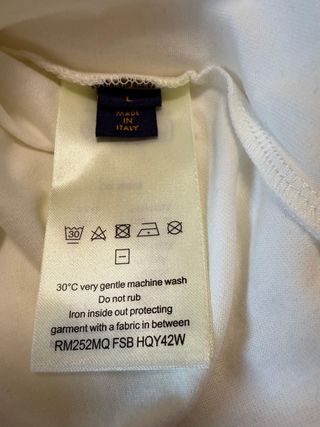 L
MADE
IN
ITALY
30
30°C very gentle machine wash
Do not rub
Iron inside out protecting
garment with a fabric in between
RM252MQ FSB HQY42W